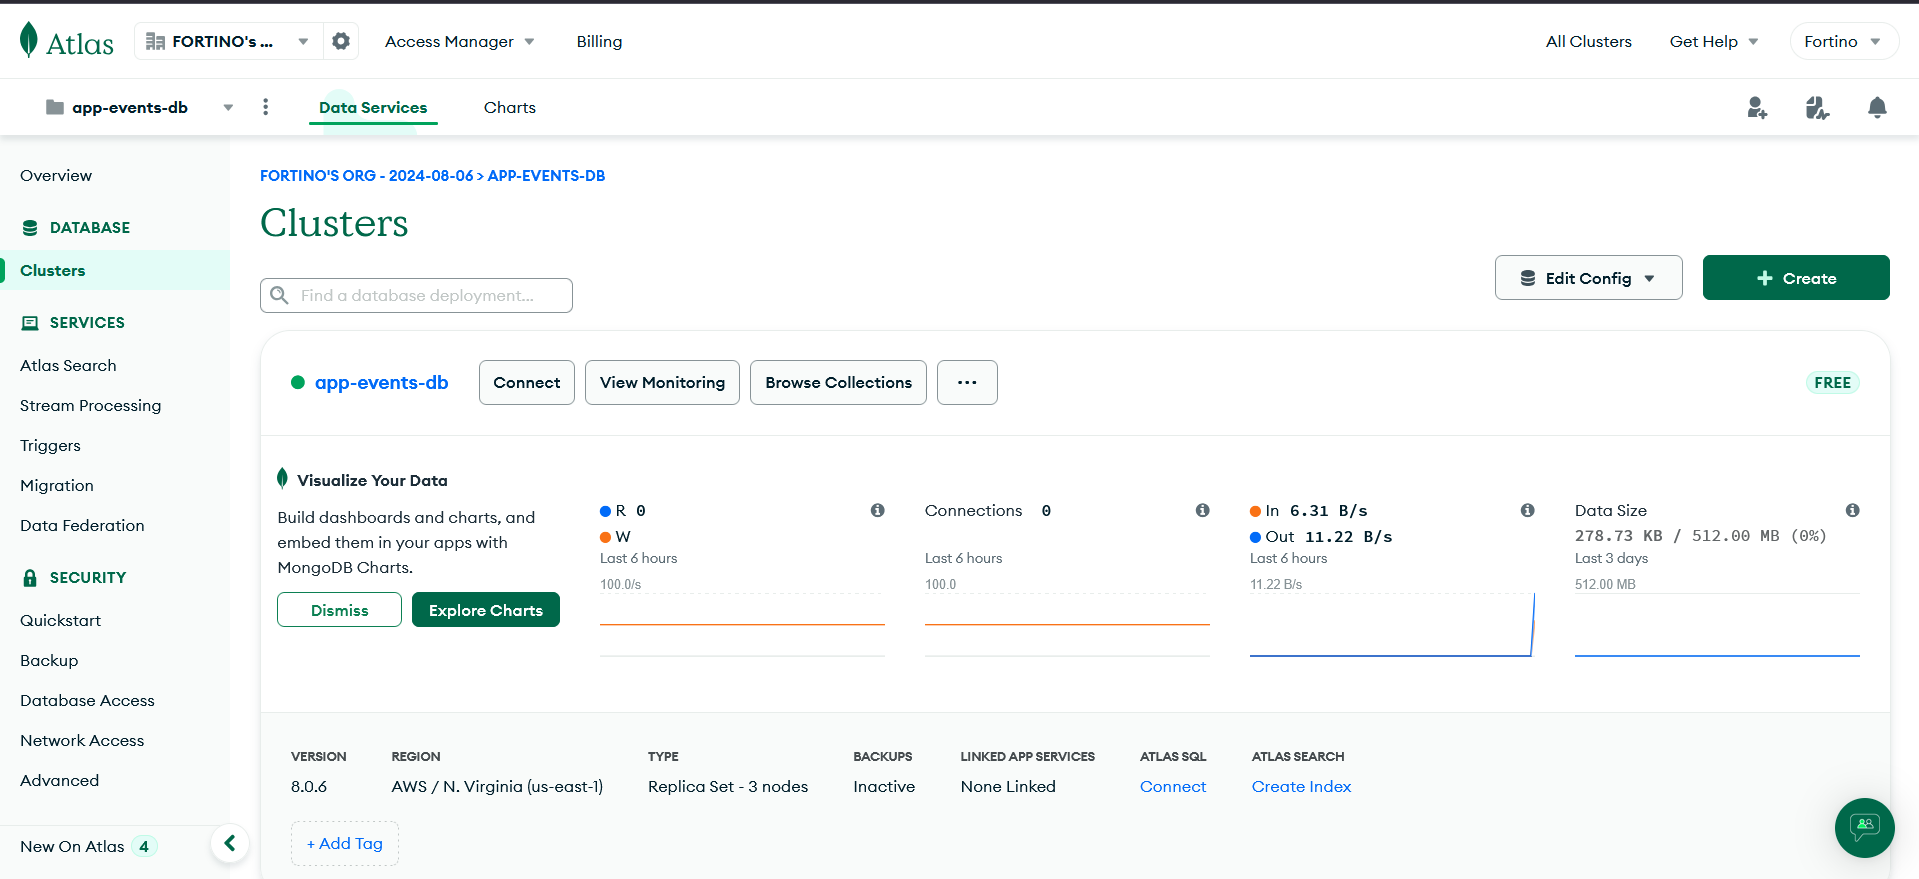 Atlas
FORTINO's ...
Access Manager
Billing
All Clusters
Get Help
Fortino
app-events-db
Data Services
Charts
Overview
DATABASE
Clusters
SERVICES
Atlas Search
Stream Processing
Triggers
Migration
Data Federation
SECURITY
Quickstart
Backup
Database Access
Network Access
Advanced
New On Atlas 4
FORTINO'S ORG - 2024-08-06 > APP-EVENTS-DB
Clusters
Find a database deployment...
Edit Config
+ Create
app-events-db
Connect
View Monitoring
Browse Collections
...
FREE
Visualize Your Data
Build dashboards and charts, and
embed them in your apps with
MongoDB Charts.
Dismiss
Explore Charts
R 0
W
Last 6 hours
100.0/s
Connections 0
Last 6 hours
100.0
In 6.31 B/s
Out 11.22 B/s
Last 6 hours
11.22 B/s
Data Size
278.73 KB / 512.00 MB (0%)
Last 3 days
512.00 MB
VERSION
8.0.6
REGION
AWS / N. Virginia (us-east-1)
TYPE
Replica Set - 3 nodes
BACKUPS
Inactive
LINKED APP SERVICES
None Linked
ATLAS SQL
Connect
ATLAS SEARCH
Create Index
+ Add Tag